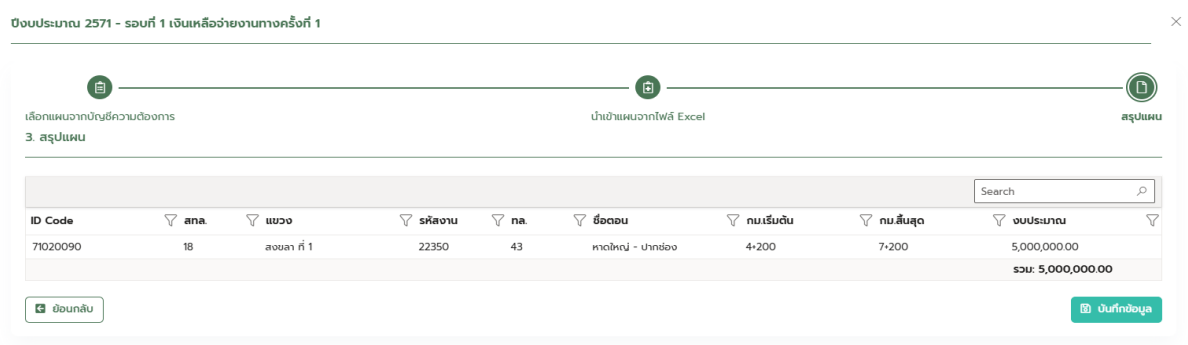 ปีงบประมาณ 2571 - รอบที่ 1 เงินเหลือจ่ายงานทางครั้งที่ 1
เลือกแผนจากบัญชีความต้องการ นำเข้าแผนจากไฟล์ Excel สรุปแผน
3. สรุปแผน
Search
ID Code สทล. แขวง รหัสงาน ทล. ชื่อตอน กม.เริ่มต้น กม.สิ้นสุด งบประมาณ
71020090 18 สงขลา ที่ 1 22350 43 หาดใหญ่ - ปากช่อง 4+200 7+200 5,000,000.00
รวม: 5,000,000.00
ย้อนกลับ บันทึกข้อมูล